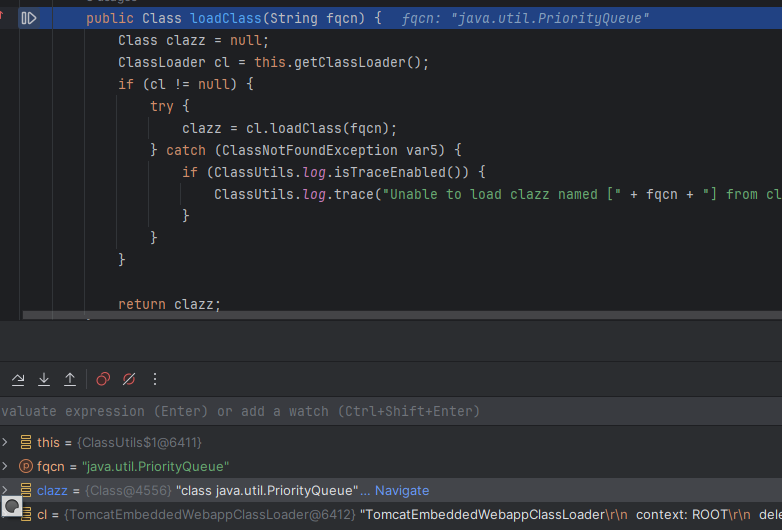 public Class loadClass(String fqcn) { fqcn: "java.util.PriorityQueue"
Class clazz = null;
ClassLoader cl = this.getClassLoader();
if (cl != null) {
try {
clazz = cl.loadClass(fqcn);
} catch (ClassNotFoundException var5) {
if (ClassUtils.log.isTraceEnabled()) {
ClassUtils.log.trace("Unable to load clazz named [" + fqcn + "] from cl
}
}
}
return clazz;
valuate expression (Enter) or add a watch (Ctrl+Shift+Enter)
this = {ClassUtils$1@6411}
fqcn = "java.util.PriorityQueue"
clazz = {Class@4556} "class java.util.PriorityQueue"... Navigate
cl = {TomcatEmbeddedWebappClassLoader@6412} "TomcatEmbeddedWebappClassLoader\r\n context: ROOT\r\n dele